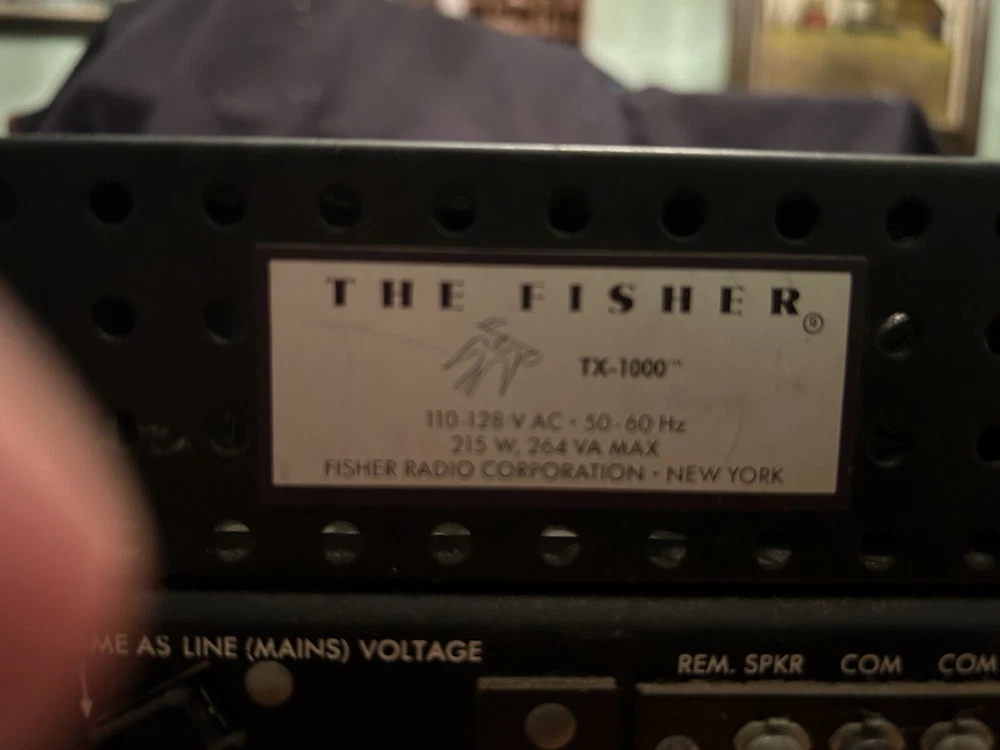 THE FISHER®
TX-1000™
110-128 V AC · 50-60 Hz
215 W, 264 VA MAX
FISHER RADIO CORPORATION · NEW YORK
AS LINE (MAINS) VOLTAGE
REM. SPKR COM COM